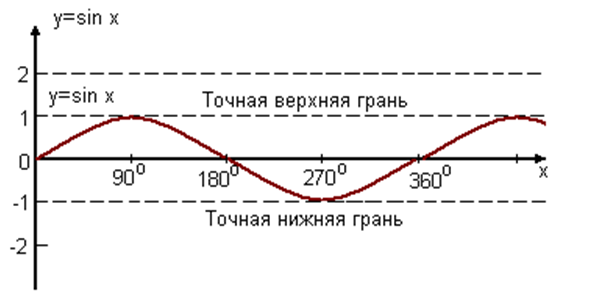 y=sin x
2
y=sin x
Точная верхняя грань
1
0
90⁰ 180⁰ 270⁰ 360⁰ x
-1
Точная нижняя грань
-2